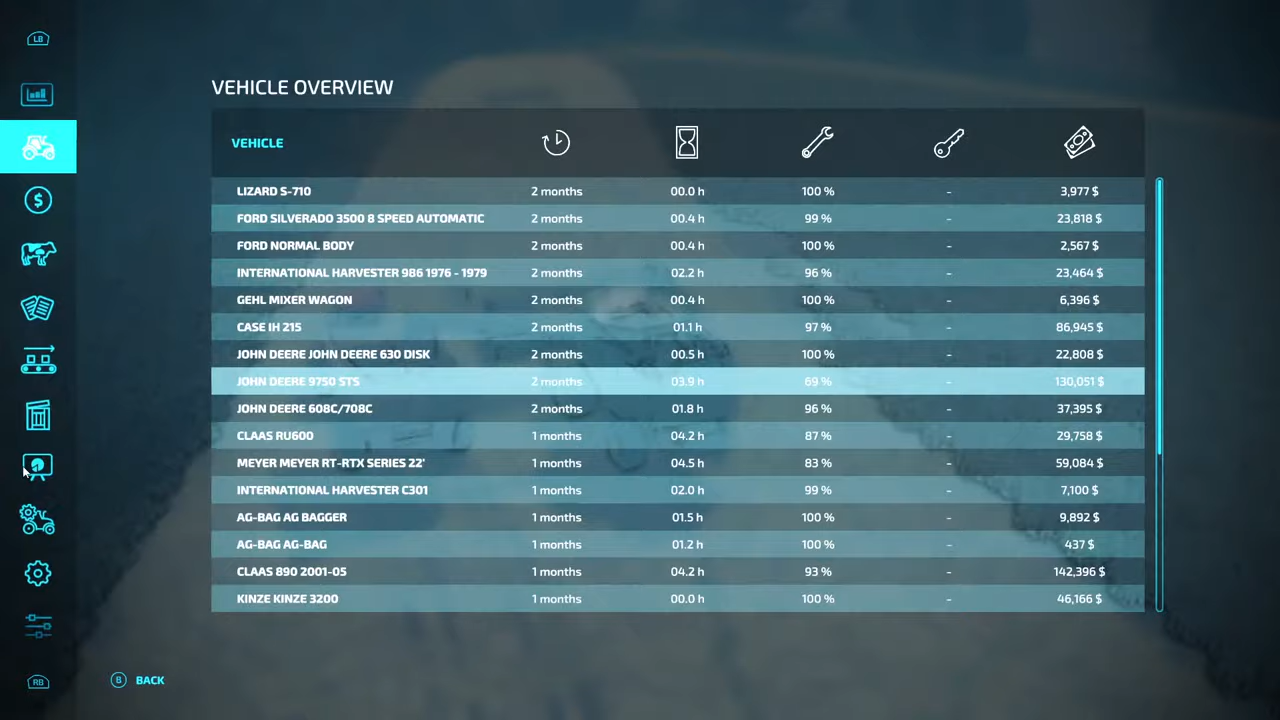 LB
VEHICLE OVERVIEW
VEHICLE
LIZARD S-710 2 months 00.0 h 100 % - 3,977 $
FORD SILVERADO 3500 8 SPEED AUTOMATIC 2 months 00.4 h 99 % - 23,818 $
FORD NORMAL BODY 2 months 00.4 h 100 % - 2,567 $
INTERNATIONAL HARVESTER 986 1976 - 1979 2 months 02.2 h 96 % - 23,464 $
GEHL MIXER WAGON 2 months 00.4 h 100 % - 6,396 $
CASE IH 215 2 months 01.1 h 97 % - 86,945 $
JOHN DEERE JOHN DEERE 630 DISK 2 months 00.5 h 100 % - 22,808 $
JOHN DEERE 9750 STS 2 months 03.9 h 69 % - 130,051 $
JOHN DEERE 608C/708C 2 months 01.8 h 96 % - 37,395 $
CLAAS RU600 1 months 04.2 h 87 % - 29,758 $
MEYER MEYER RT-RTX SERIES 22' 1 months 04.5 h 83 % - 59,084 $
INTERNATIONAL HARVESTER C301 1 months 02.0 h 99 % - 7,100 $
AG-BAG AG BAGGER 1 months 01.5 h 100 % - 9,892 $
AG-BAG AG-BAG 1 months 01.2 h 100 % - 437 $
CLAAS 890 2001-05 1 months 04.2 h 93 % - 142,396 $
KINZE KINZE 3200 1 months 00.0 h 100 % - 46,166 $
RB
B BACK